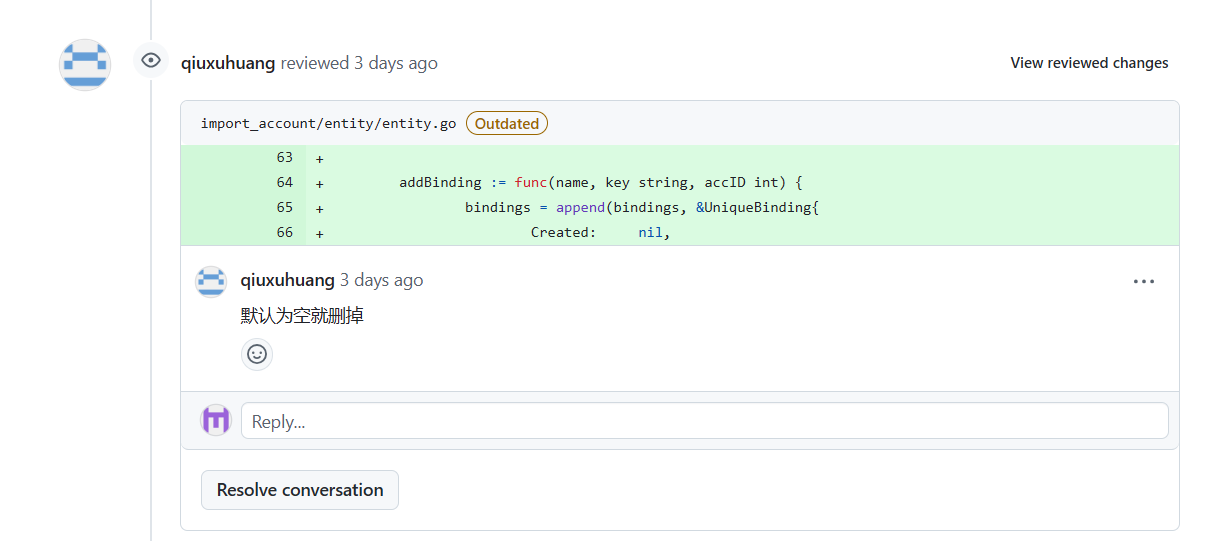 qiuxuhuang reviewed 3 days ago
View reviewed changes
import_account/entity/entity.go Outdated
63 +
64 + addBinding := func(name, key string, accID int) {
65 + bindings = append(bindings, &UniqueBinding{
66 + Created: nil,
qiuxuhuang 3 days ago
默认为空就删掉
Reply...
Resolve conversation